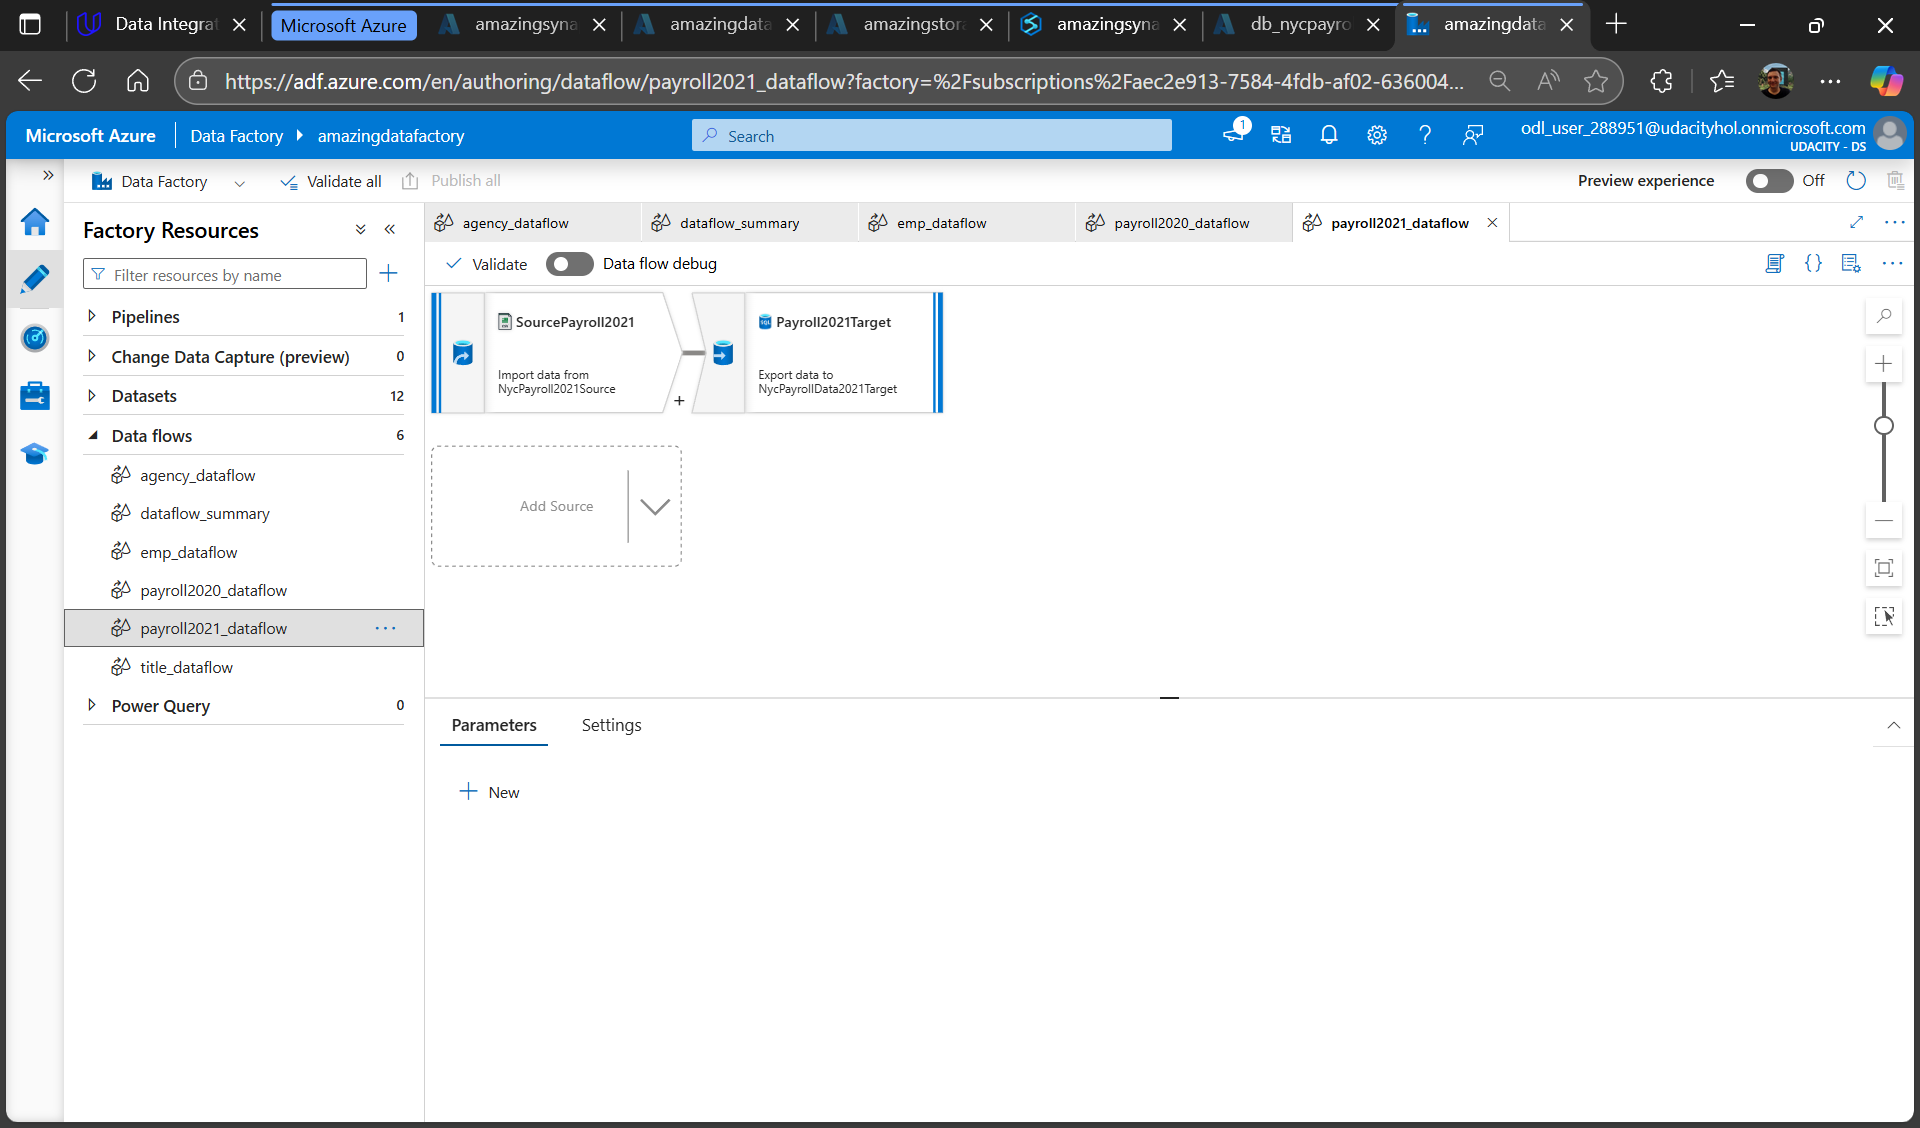 Data Integrat
Microsoft Azure
amazingsyna
amazingdata
amazingstora
amazingsyna
db_nycpayro
amazingdata
https://adf.azure.com/en/authoring/dataflow/payroll2021_dataflow?factory=%2Fsubscriptions%2Faec2e913-7584-4fdb-af02-636004...
Microsoft Azure
Data Factory
amazingdatafactory
Search
1
odl_user_288951@udacityhol.onmicrosoft.com
UDACITY - DS
Data Factory
Validate all
Publish all
Preview experience
Off
Factory Resources
agency_dataflow
dataflow_summary
emp_dataflow
payroll2020_dataflow
payroll2021_dataflow
Filter resources by name
Validate
Data flow debug
Pipelines 1
Change Data Capture (preview) 0
Datasets 12
Data flows 6
agency_dataflow
dataflow_summary
emp_dataflow
payroll2020_dataflow
payroll2021_dataflow
title_dataflow
Power Query 0
SourcePayroll2021
Import data from
NycPayroll2021Source
Payroll2021Target
Export data to
NycPayrollData2021Target
Add Source
Parameters
Settings
New